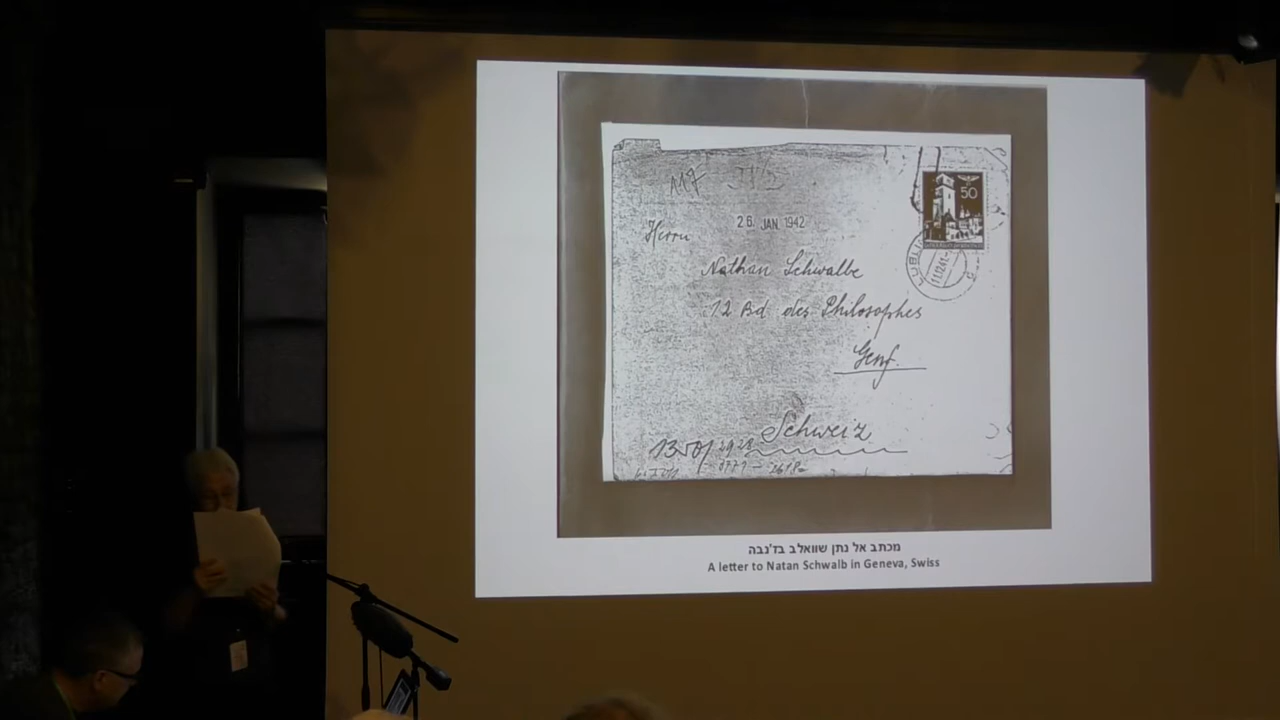 117
50
26. JAN. 1942
Herrn
Nathan Schwalbe
12 Bd des Philosophes
Genf.
Schweiz
מכתב אל נתן שוואלב בז'נבה
A letter to Natan Schwalb in Geneva, Swiss